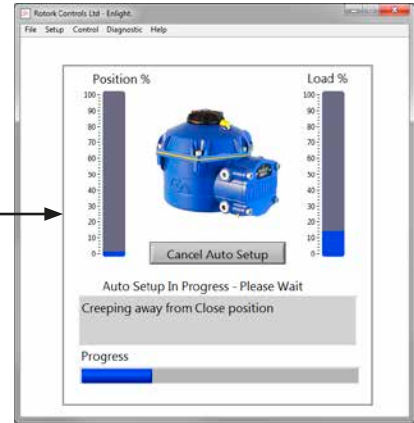 Rotork Controls Ltd - Enlight.
File Setup Control Diagnostic Help
Position % Load %
100 100
90 90
80 80
70 70
60 60
50 50
40 40
30 30
20 20
10 10
0 0
Cancel Auto Setup
Auto Setup In Progress - Please Wait
Creeping away from Close position
Progress